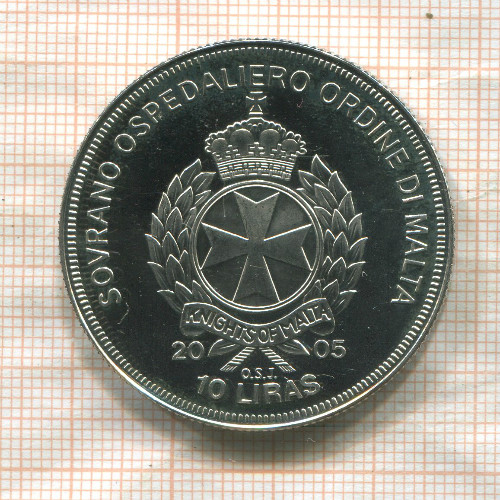 SOVRANO OSPEDALIERO ORDINE DI MALTA
KNIGHTS OF MALTA
2005
O.S.J.
10 LIRAS